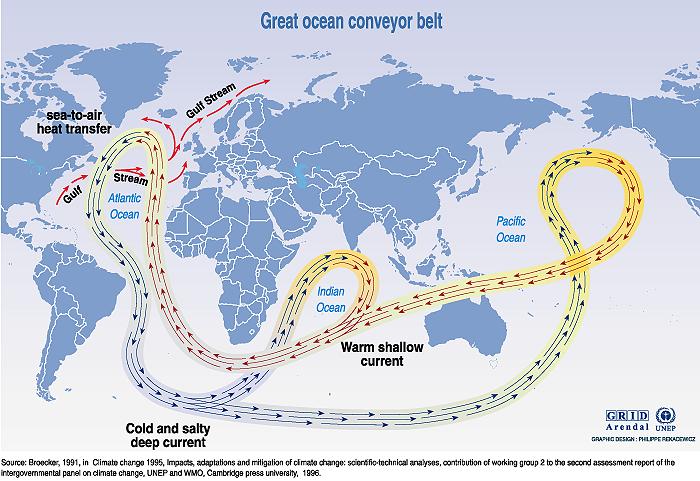 Great ocean conveyor belt
Gulf Stream
sea-to-air
heat transfer
Gulf
Stream
Atlantic
Ocean
Pacific
Ocean
Indian
Ocean
Warm shallow
current
Cold and salty
deep current
G R I D
Arendal
UNEP
GRAPHIC DESIGN : PHILIPPE REKACEWICZ
Source: Broecker, 1991, in Climate change 1995, Impacts, adaptations and mitigation of climate change: scientific-technical analyses, contribution of working group 2 to the second assessment report of the
intergovernmental panel on climate change, UNEP and WMO, Cambridge press university, 1996.